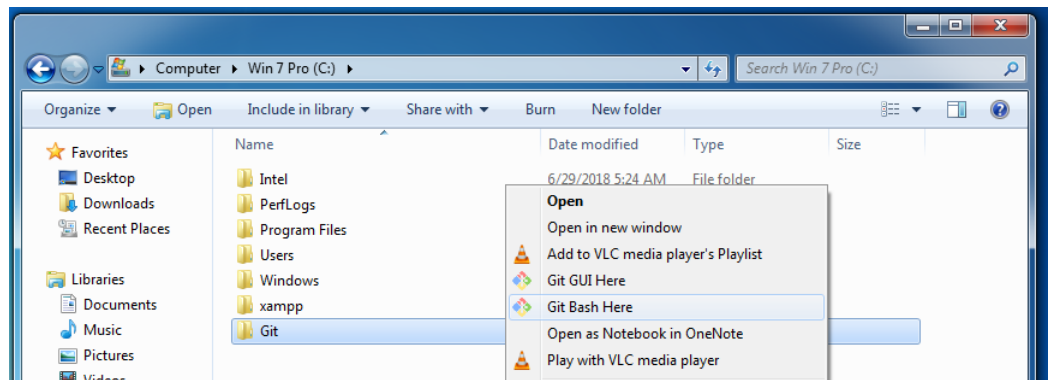 Computer ▸ Win 7 Pro (C:) ▸ Search Win 7 Pro (C:)
Organize Open Include in library Share with Burn New folder
Favorites
Desktop
Downloads
Recent Places
Libraries
Documents
Music
Pictures
Videos
Name Date modified Type Size
Intel 6/29/2018 5:24 AM File folder
PerfLogs
Program Files
Users
Windows
xampp
Git
Open
Open in new window
Add to VLC media player's Playlist
Git GUI Here
Git Bash Here
Open as Notebook in OneNote
Play with VLC media player